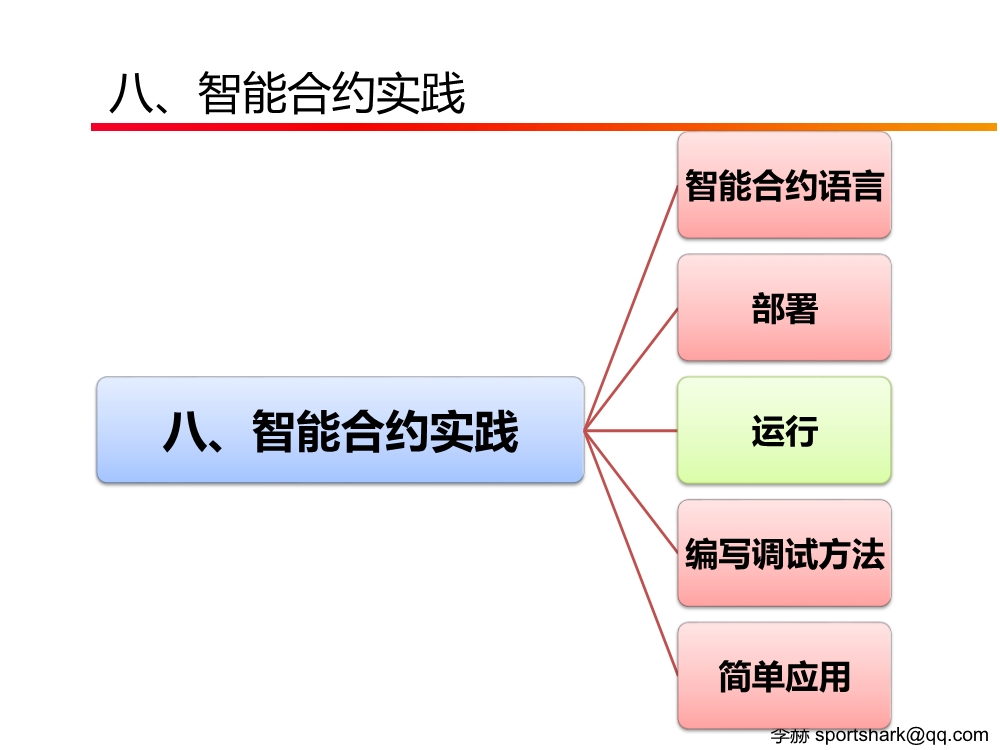 八、智能合约实践
智能合约语言
部署
八、智能合约实践
运行
编写调试方法
简单应用
李赫 sportshark@qq.com